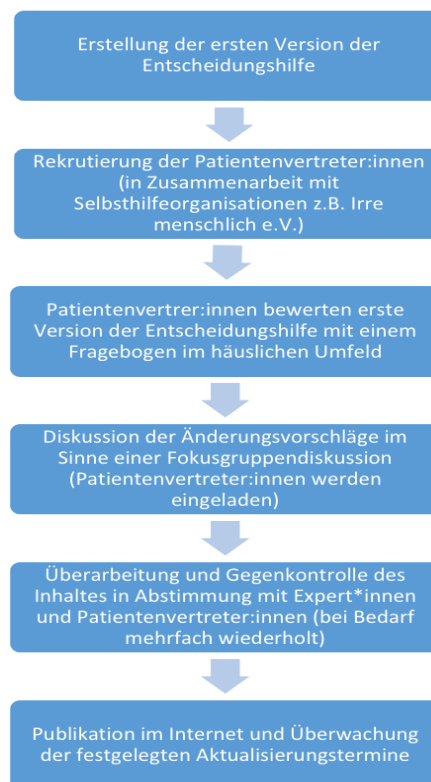 Erstellung der ersten Version der
Entscheidungshilfe
Rekrutierung der Patientenvertreter:innen
(in Zusammenarbeit mit
Selbsthilfeorganisationen z.B. Irre
menschlich e.V.)
Patientenvertrer:innen bewerten erste
Version der Entscheidungshilfe mit einem
Fragebogen im häuslichen Umfeld
Diskussion der Änderungsvorschläge im
Sinne einer Fokusgruppendiskussion
(Patientenvertreter:innen werden
eingeladen)
Überarbeitung und Gegenkontrolle des
Inhaltes in Abstimmung mit Expert*innen
und Patientenvertreter:innen (bei Bedarf
mehrfach wiederholt)
Publikation im Internet und Überwachung
der festgelegten Aktualisierungstermine